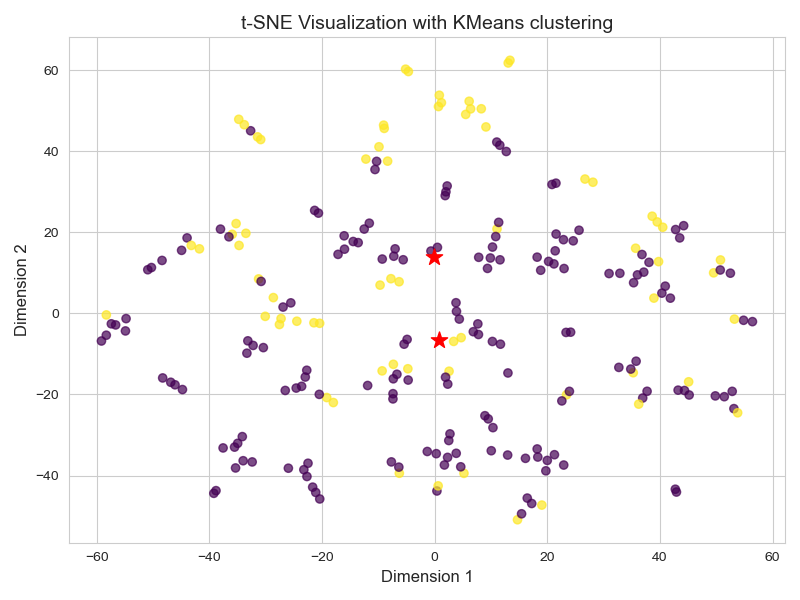 t-SNE Visualization with KMeans clustering
Dimension 2
60
40
20
0
−20
−40
−60 −40 −20 0 20 40 60
Dimension 1